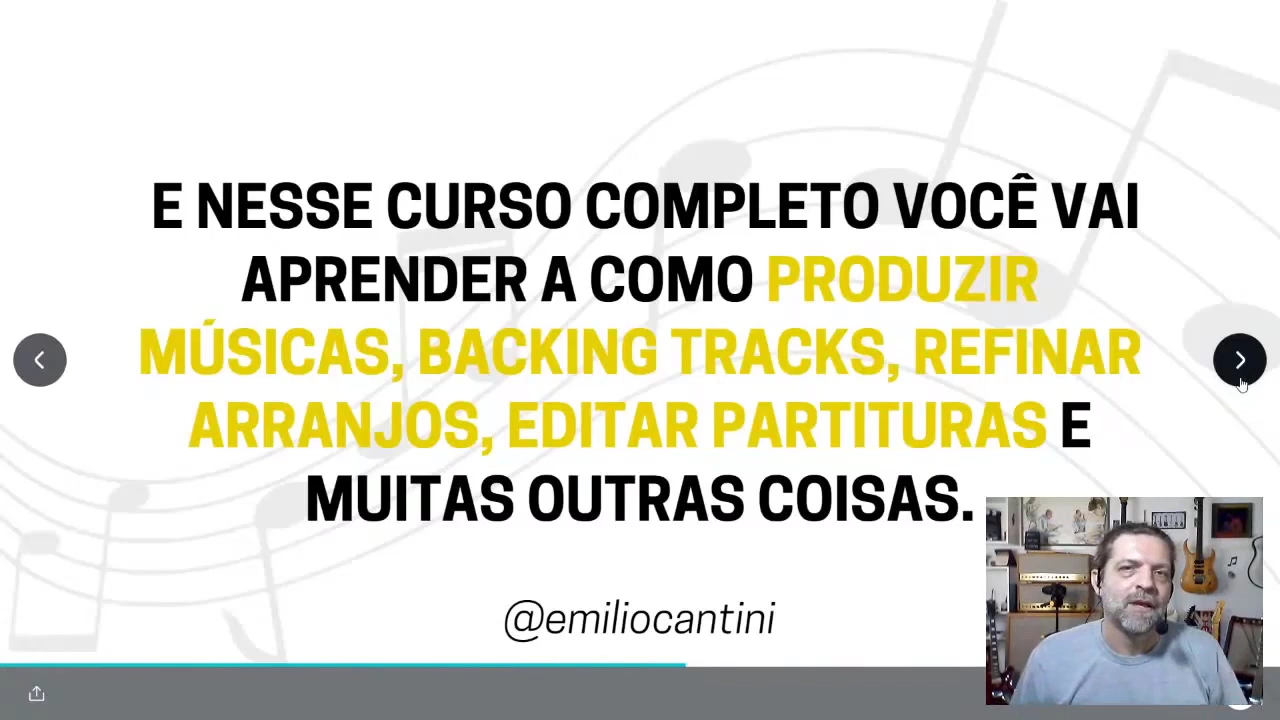 E NESSE CURSO COMPLETO VOCÊ VAI
APRENDER A COMO PRODUZIR
MÚSICAS, BACKING TRACKS, REFINAR
ARRANJOS, EDITAR PARTITURAS E
MUITAS OUTRAS COISAS.
@emiliocantini